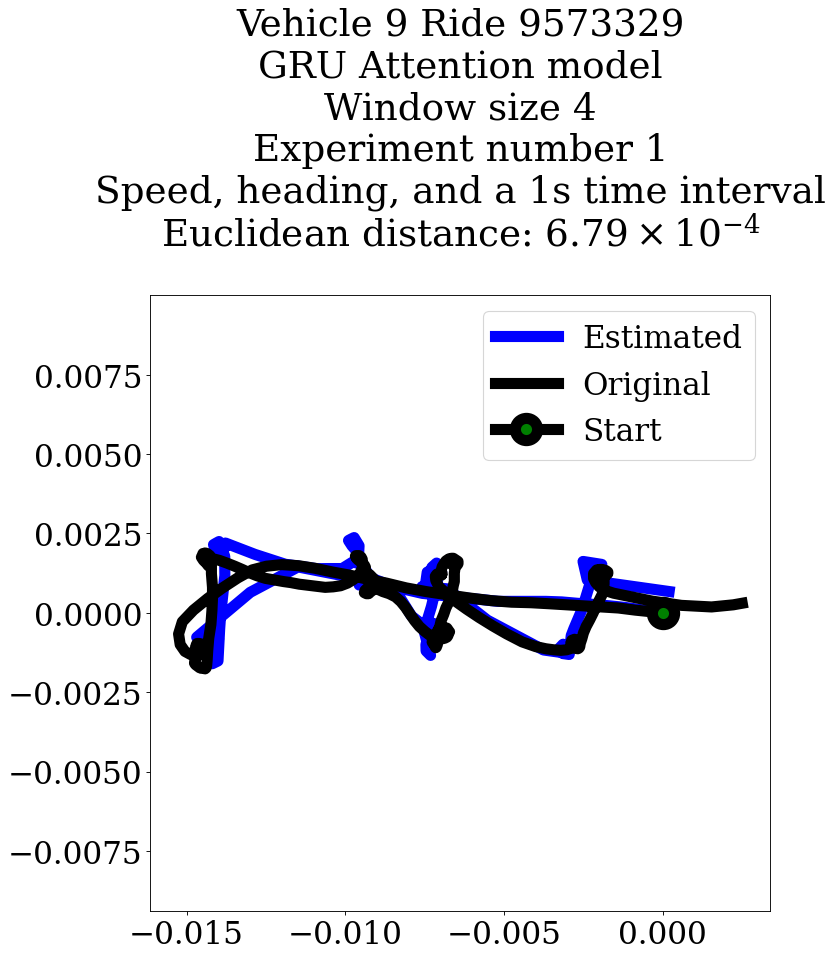 Vehicle 9 Ride 9573329
GRU Attention model
Window size 4
Experiment number 1
Speed, heading, and a 1s time interval
Euclidean distance: 6.79 × 10⁻⁴
Estimated
Original
Start
0.0075
0.0050
0.0025
0.0000
−0.0025
−0.0050
−0.0075
−0.015 −0.010 −0.005 0.000